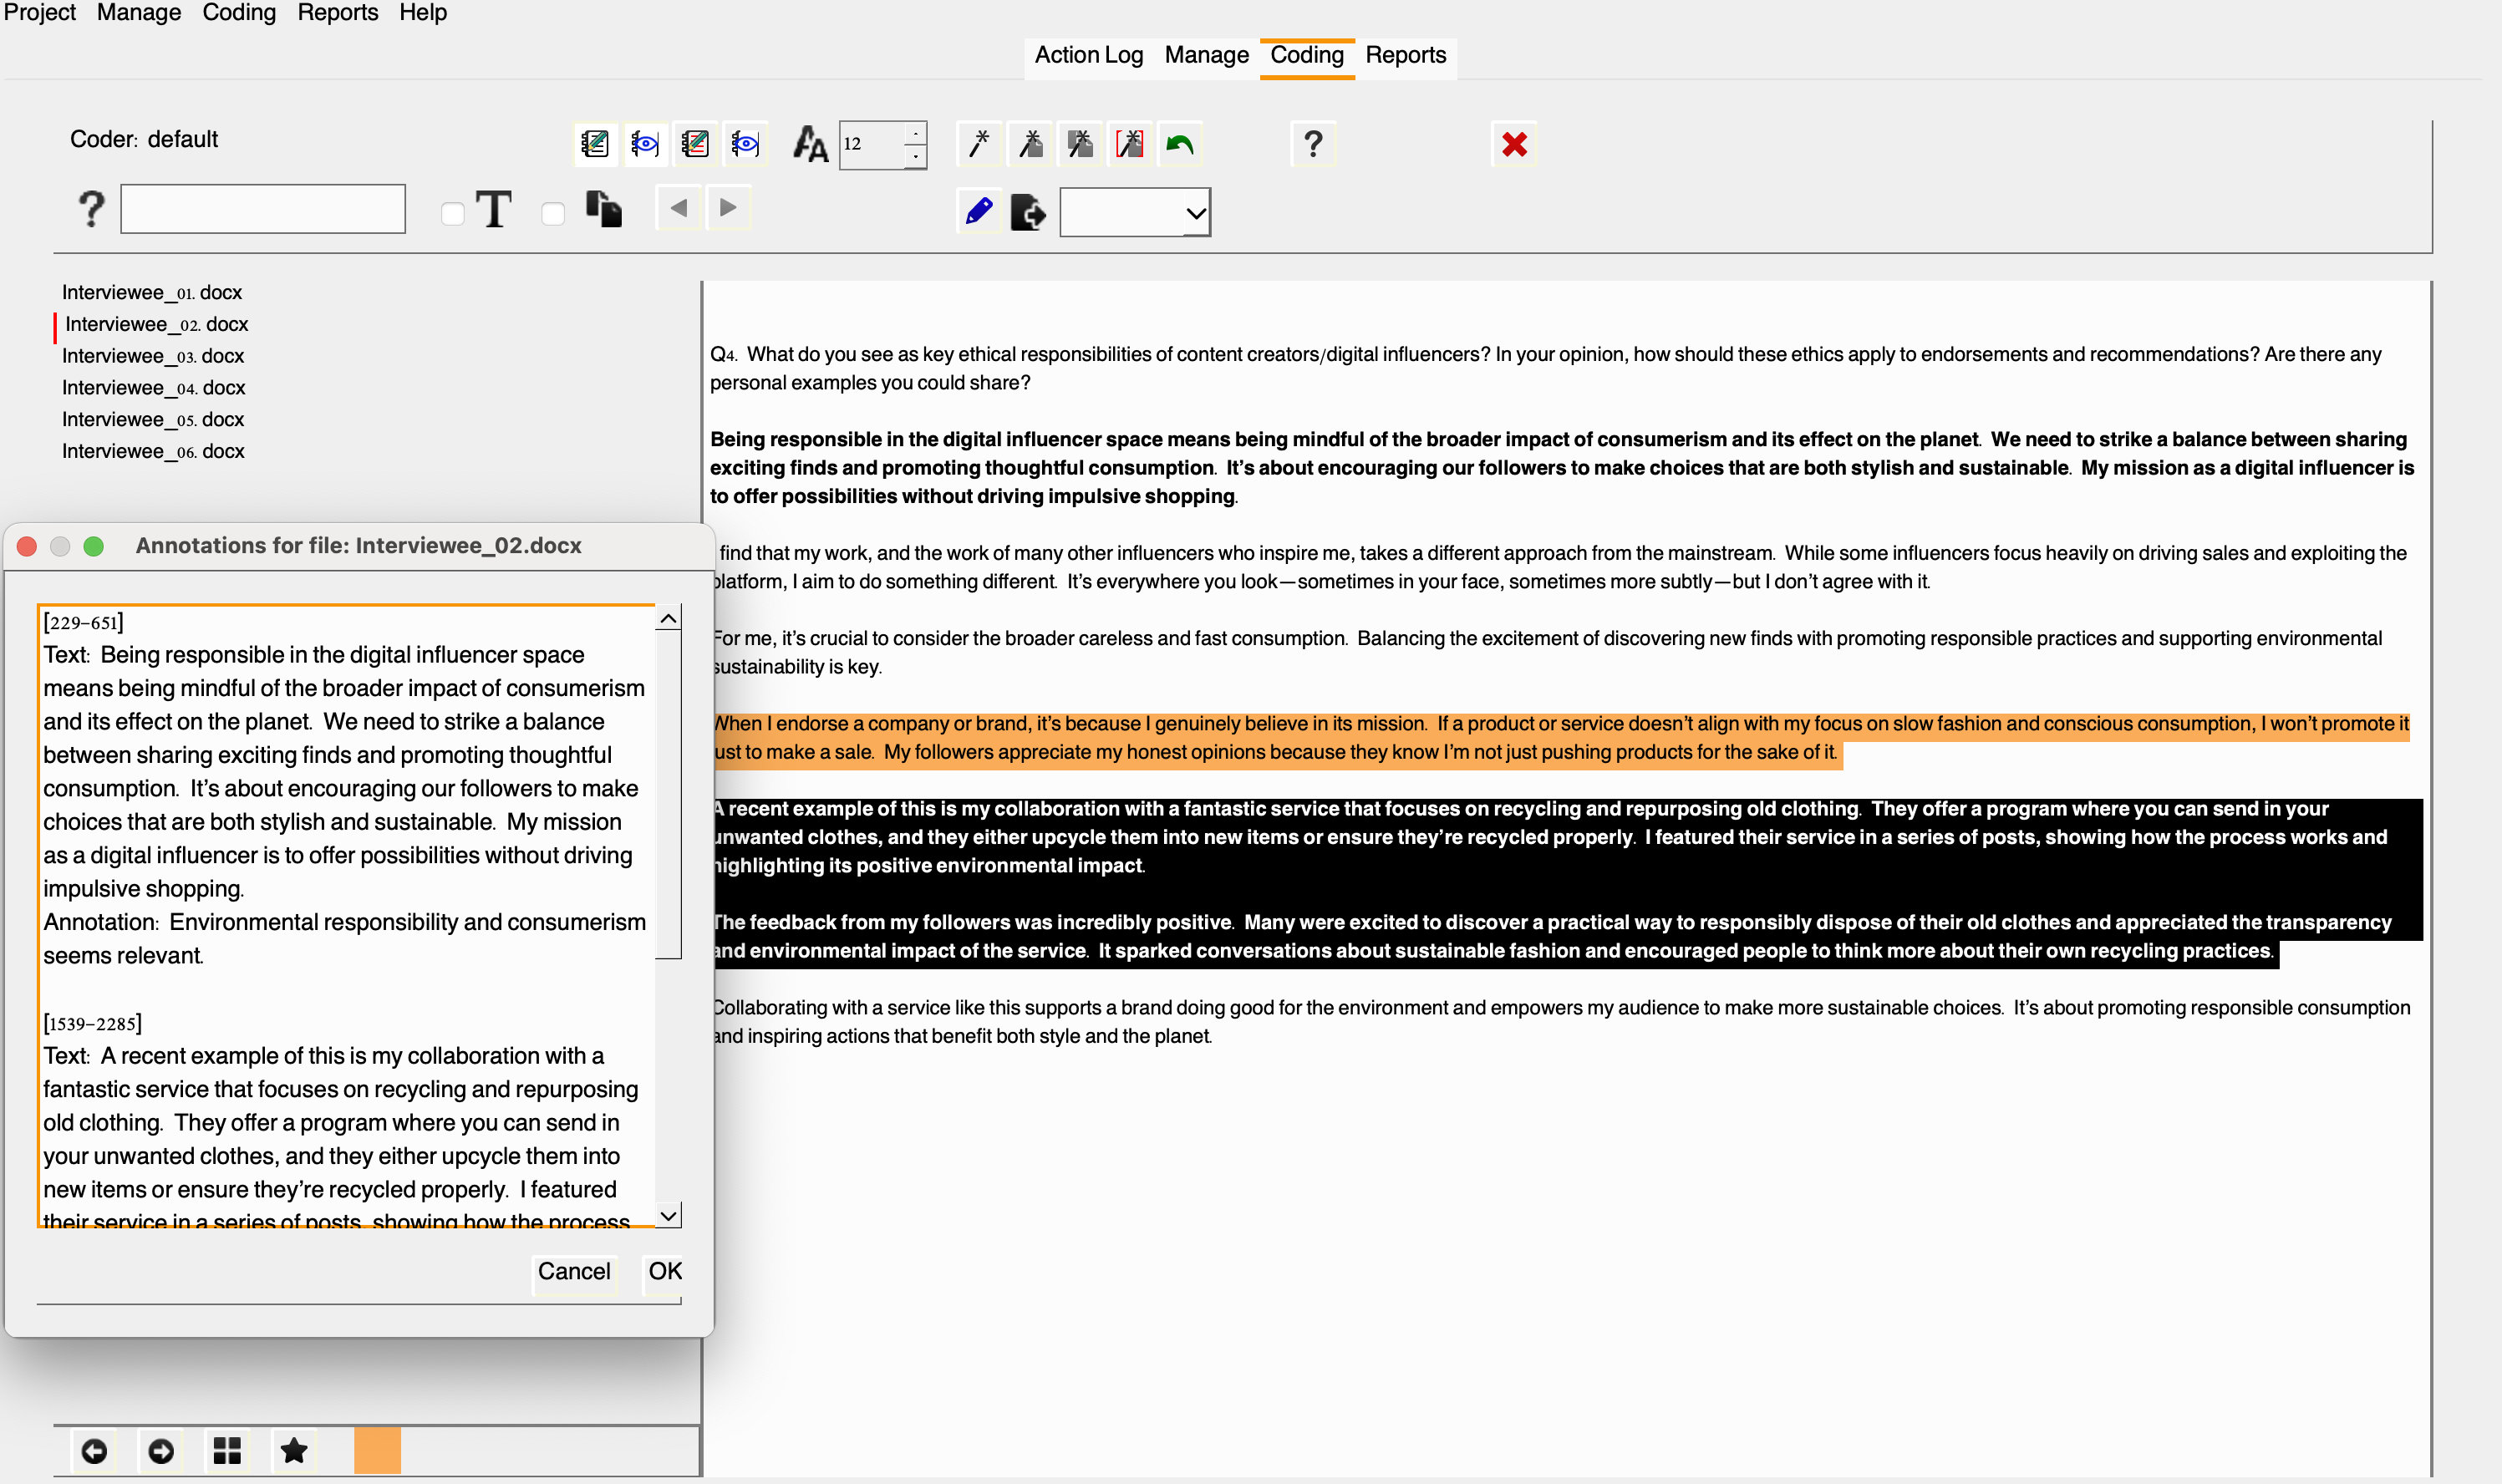 Project Manage Coding Reports Help
Action Log Manage Coding Reports
Coder: default
12
Interviewee_01. docx
Interviewee_02. docx
Interviewee_03. docx
Interviewee_04. docx
Interviewee_05. docx
Interviewee_06. docx
Annotations for file: Interviewee_02.docx
[229–651]
Text: Being responsible in the digital influencer space
means being mindful of the broader impact of consumerism
and its effect on the planet. We need to strike a balance
between sharing exciting finds and promoting thoughtful
consumption. It’s about encouraging our followers to make
choices that are both stylish and sustainable. My mission
as a digital influencer is to offer possibilities without driving
impulsive shopping.
Annotation: Environmental responsibility and consumerism
seems relevant.
[1539–2285]
Text: A recent example of this is my collaboration with a
fantastic service that focuses on recycling and repurposing
old clothing. They offer a program where you can send in
your unwanted clothes, and they either upcycle them into
new items or ensure they’re recycled properly. I featured
their service in a series of posts, showing how the process
Cancel OK
Q4. What do you see as key ethical responsibilities of content creators/digital influencers? In your opinion, how should these ethics apply to endorsements and recommendations? Are there any
personal examples you could share?
Being responsible in the digital influencer space means being mindful of the broader impact of consumerism and its effect on the planet. We need to strike a balance between sharing
exciting finds and promoting thoughtful consumption. It’s about encouraging our followers to make choices that are both stylish and sustainable. My mission as a digital influencer is
to offer possibilities without driving impulsive shopping.
find that my work, and the work of many other influencers who inspire me, takes a different approach from the mainstream. While some influencers focus heavily on driving sales and exploiting the
platform, I aim to do something different. It’s everywhere you look—sometimes in your face, sometimes more subtly—but I don’t agree with it.
For me, it’s crucial to consider the broader careless and fast consumption. Balancing the excitement of discovering new finds with promoting responsible practices and supporting environmental
sustainability is key.
When I endorse a company or brand, it’s because I genuinely believe in its mission. If a product or service doesn’t align with my focus on slow fashion and conscious consumption, I won’t promote it
just to make a sale. My followers appreciate my honest opinions because they know I’m not just pushing products for the sake of it.
A recent example of this is my collaboration with a fantastic service that focuses on recycling and repurposing old clothing. They offer a program where you can send in your
unwanted clothes, and they either upcycle them into new items or ensure they’re recycled properly. I featured their service in a series of posts, showing how the process works and
highlighting its positive environmental impact.
The feedback from my followers was incredibly positive. Many were excited to discover a practical way to responsibly dispose of their old clothes and appreciated the transparency
and environmental impact of the service. It sparked conversations about sustainable fashion and encouraged people to think more about their own recycling practices.
Collaborating with a service like this supports a brand doing good for the environment and empowers my audience to make more sustainable choices. It’s about promoting responsible consumption
and inspiring actions that benefit both style and the planet.